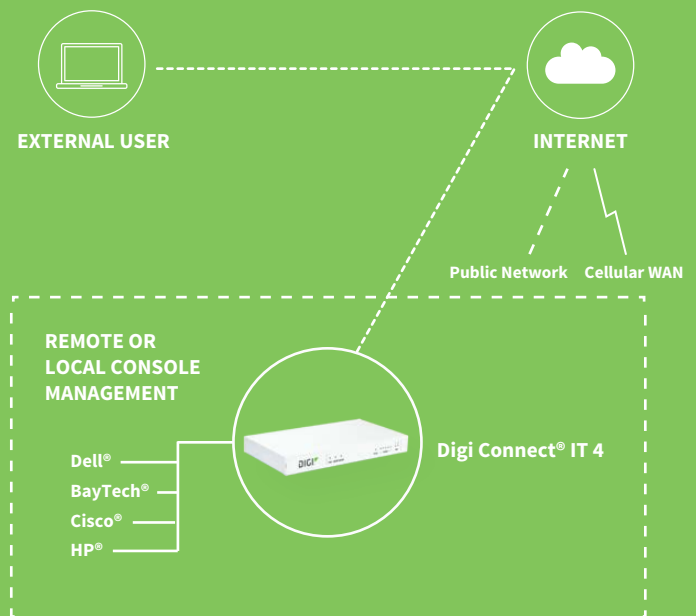 EXTERNAL USER
INTERNET
Public Network
Cellular WAN
REMOTE OR
LOCAL CONSOLE
MANAGEMENT
DIGI
Digi Connect® IT 4
Dell®
BayTech®
Cisco®
HP®